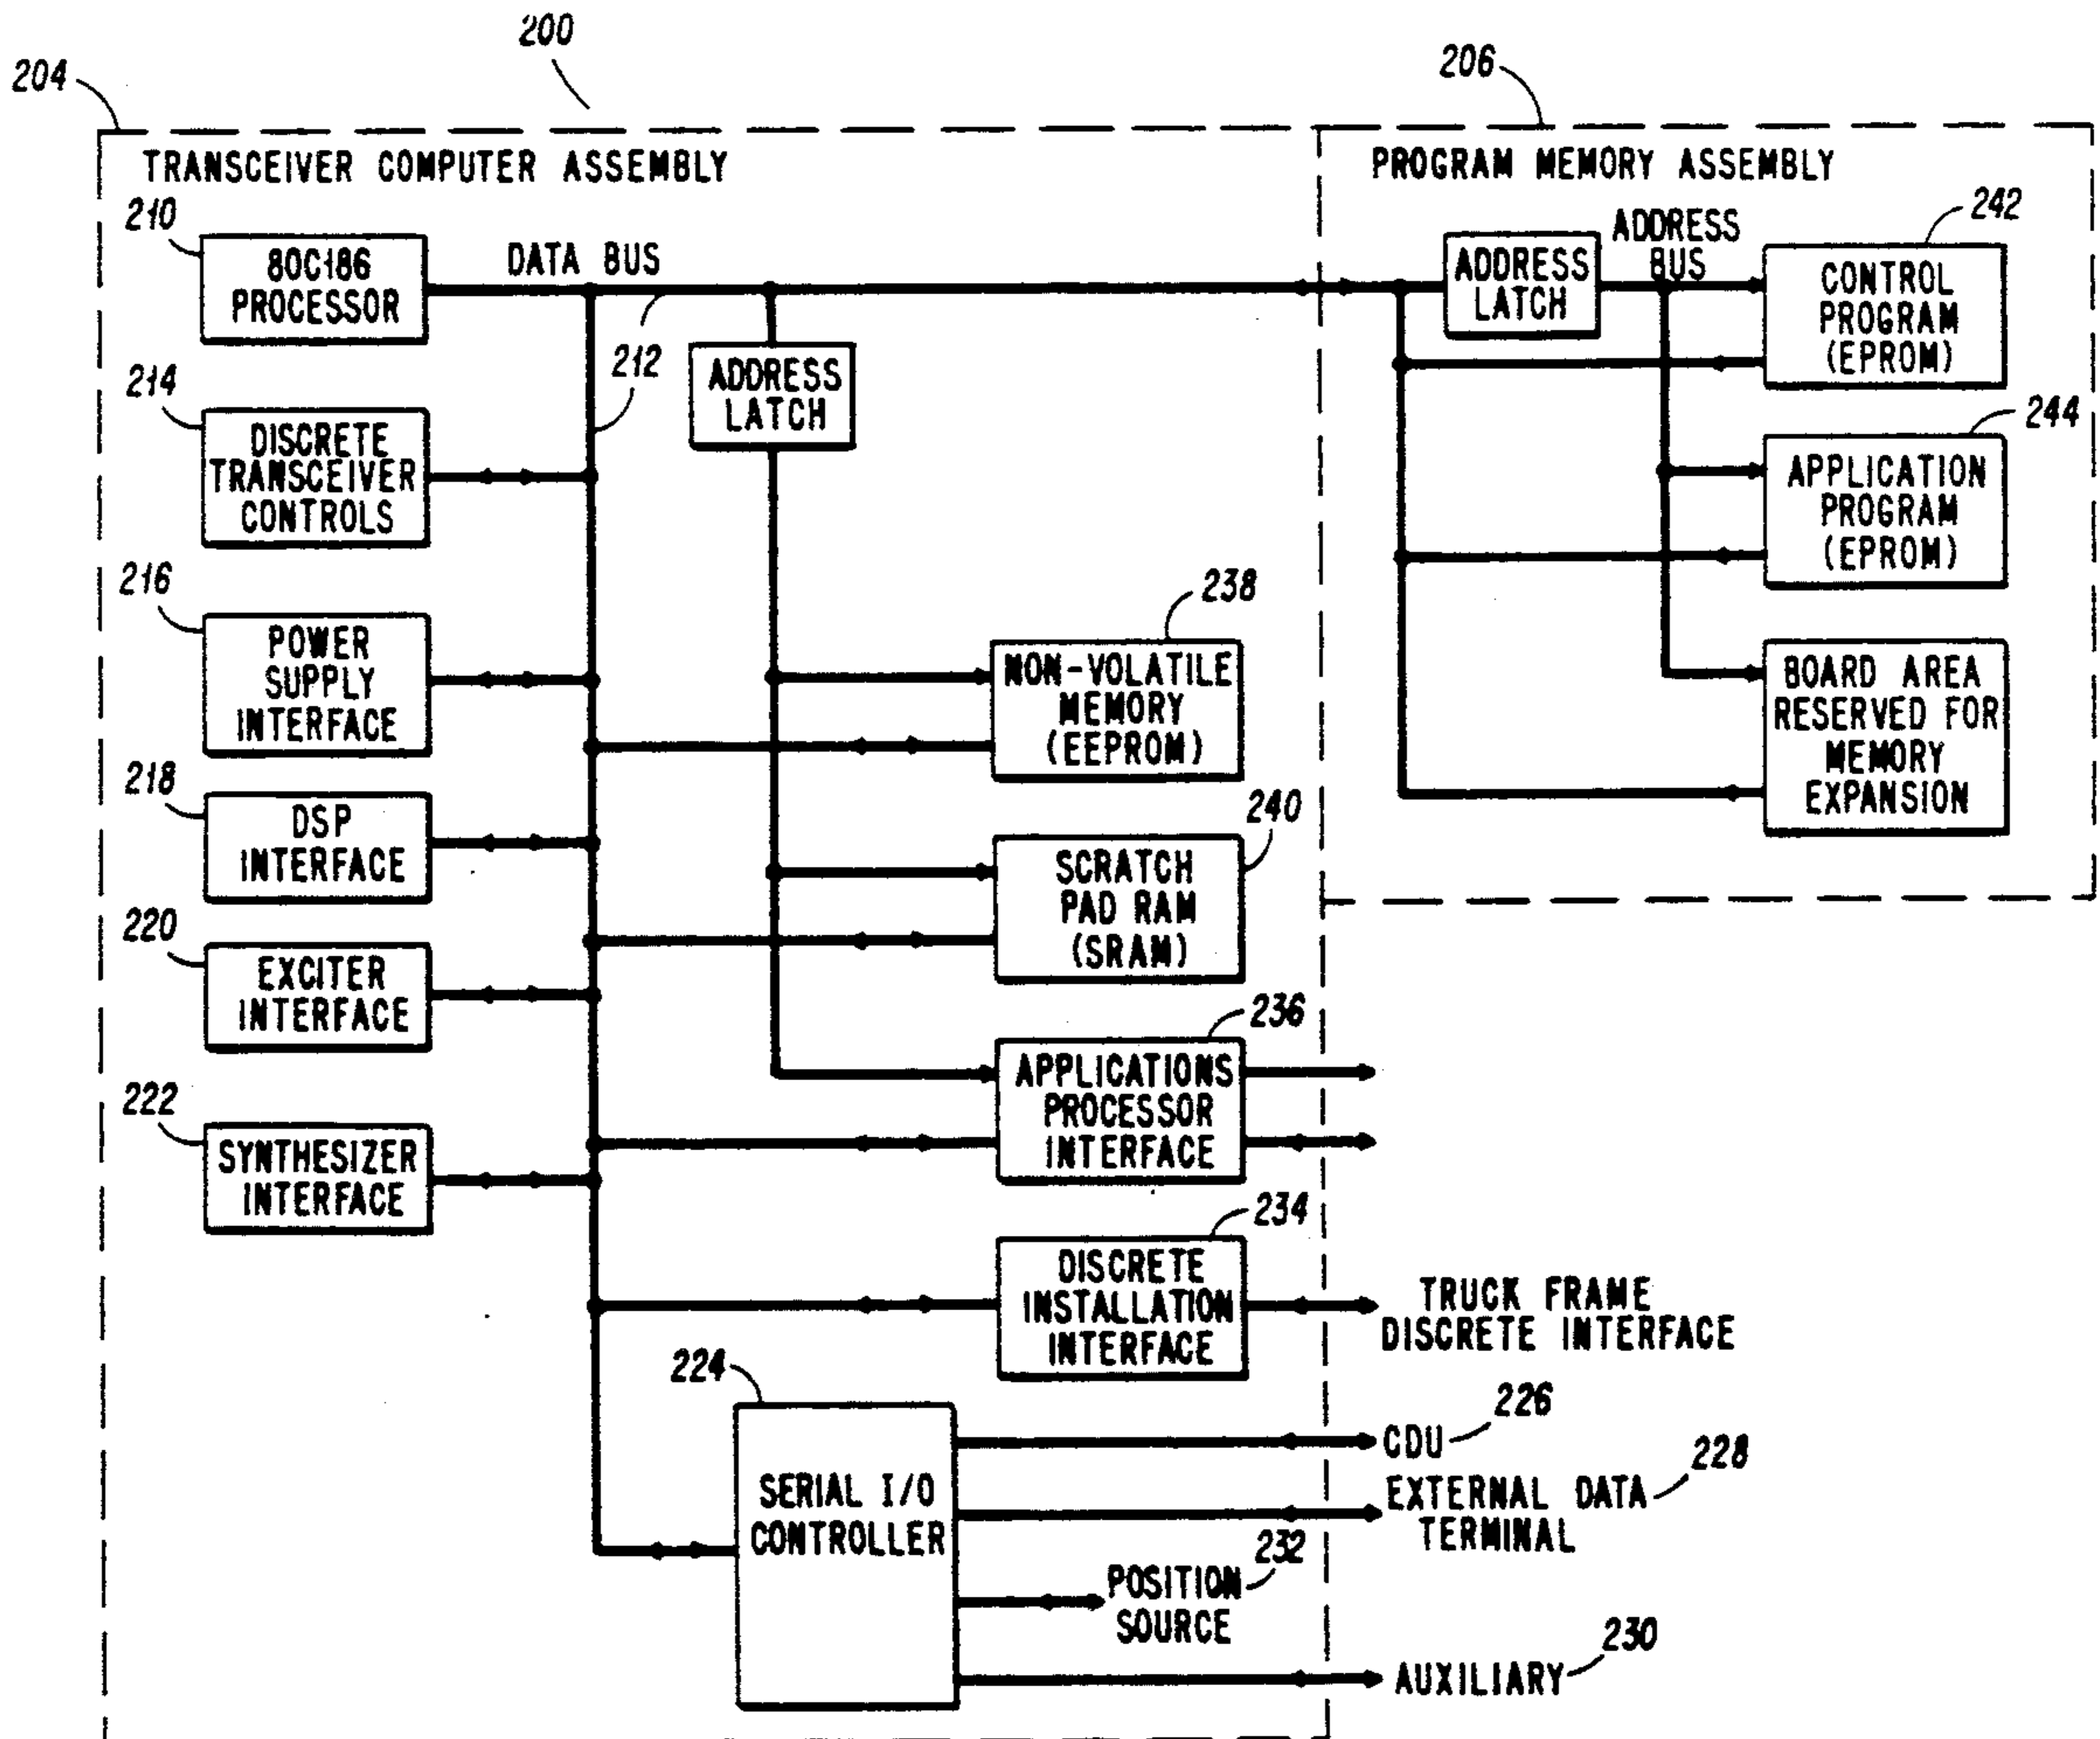 200
204
206
TRANSCEIVER COMPUTER ASSEMBLY
PROGRAM MEMORY ASSEMBLY
210
80C186
PROCESSOR
DATA BUS
212
ADDRESS
LATCH
ADDRESS
LATCH
ADDRESS
BUS
242
CONTROL
PROGRAM
(EPROM)
214
DISCRETE
TRANSCEIVER
CONTROLS
244
APPLICATION
PROGRAM
(EPROM)
216
POWER
SUPPLY
INTERFACE
238
NON-VOLATILE
MEMORY
(EEPROM)
BOARD AREA
RESERVED FOR
MEMORY
EXPANSION
218
DSP
INTERFACE
240
SCRATCH
PAD RAM
(SRAM)
220
EXCITER
INTERFACE
236
APPLICATIONS
PROCESSOR
INTERFACE
222
SYNTHESIZER
INTERFACE
234
DISCRETE
INSTALLATION
INTERFACE
TRUCK FRAME
DISCRETE INTERFACE
224
SERIAL I/O
CONTROLLER
CDU
226
EXTERNAL DATA
TERMINAL
228
POSITION
SOURCE
232
AUXILIARY
230